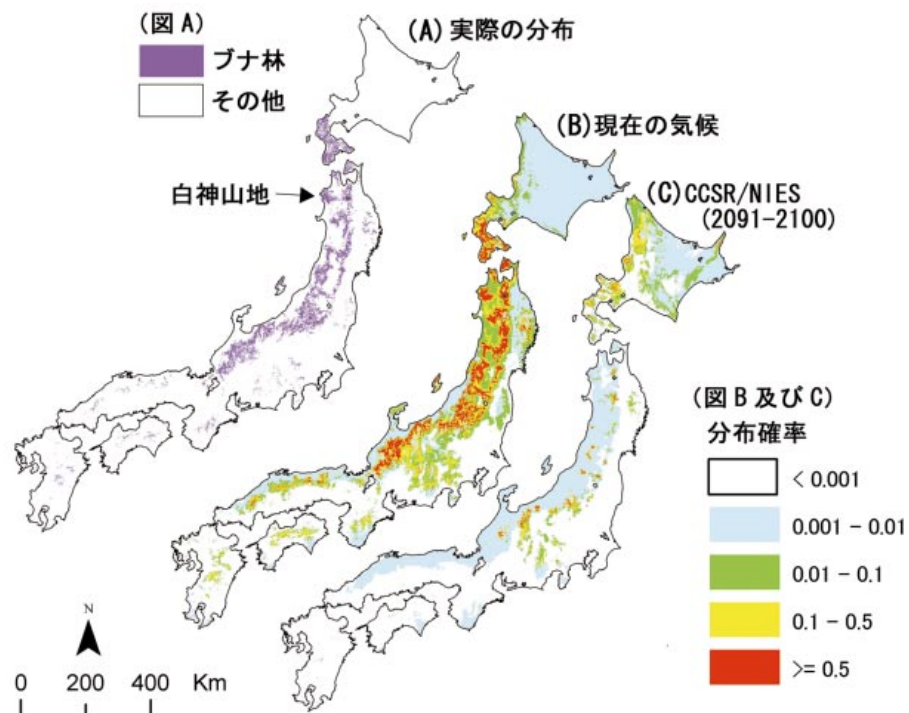 (図 A)
ブナ林
その他
(A) 実際の分布
白神山地
(B) 現在の気候
(C) CCSR/NIES
(2091-2100)
(図 B 及び C)
分布確率
< 0.001
0.001 - 0.01
0.01 - 0.1
0.1 - 0.5
>= 0.5
N
0 200 400 Km